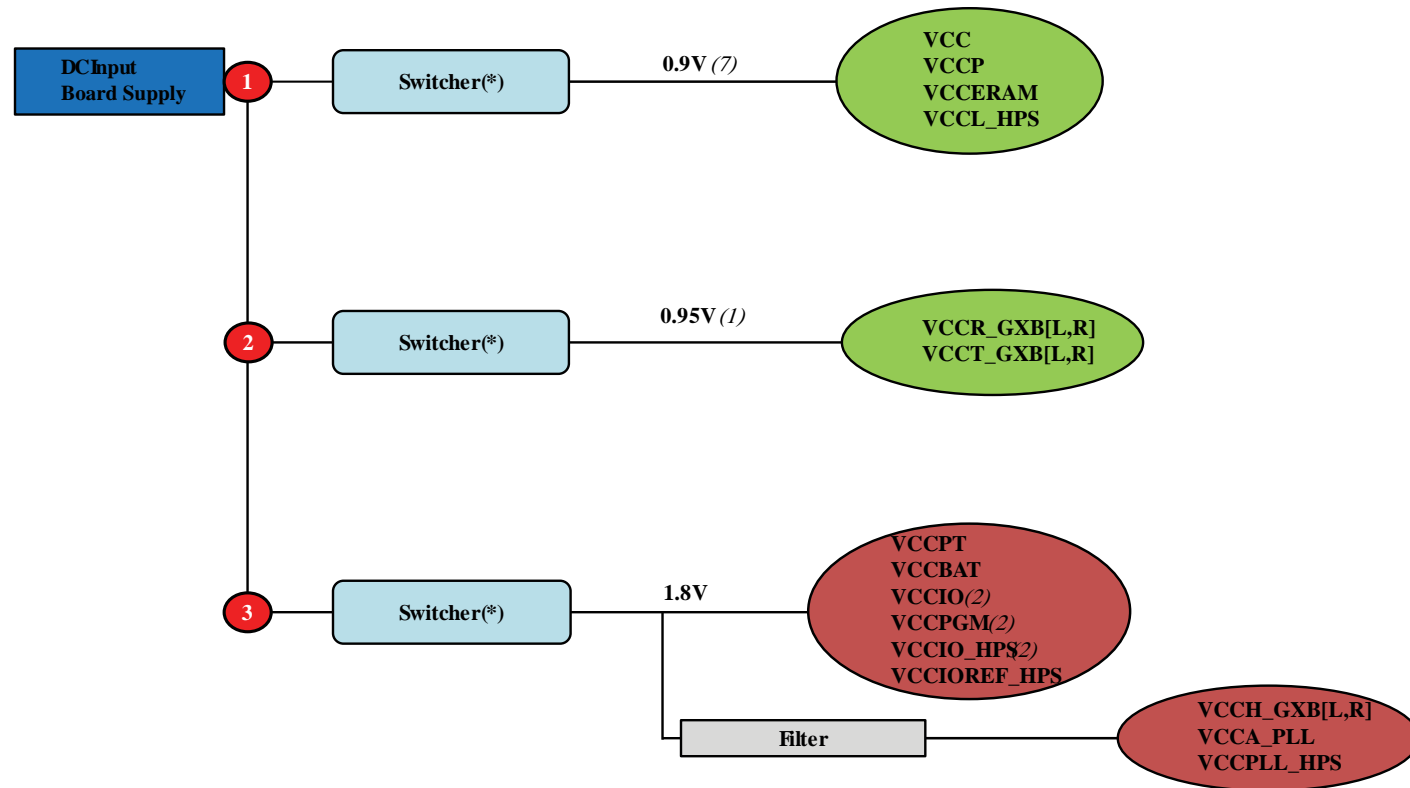 DCInput
Board Supply
1
Switcher(*)
0.9V (7)
VCC
VCCP
VCCERAM
VCCL_HPS
2
Switcher(*)
0.95V (1)
VCCR_GXB[L,R]
VCCT_GXB[L,R]
3
Switcher(*)
1.8V
VCCPT
VCCBAT
VCCIO(2)
VCCPGM(2)
VCCIO_HPS(2)
VCCIOREF_HPS
Filter
VCCH_GXB[L,R]
VCCA_PLL
VCCPLL_HPS